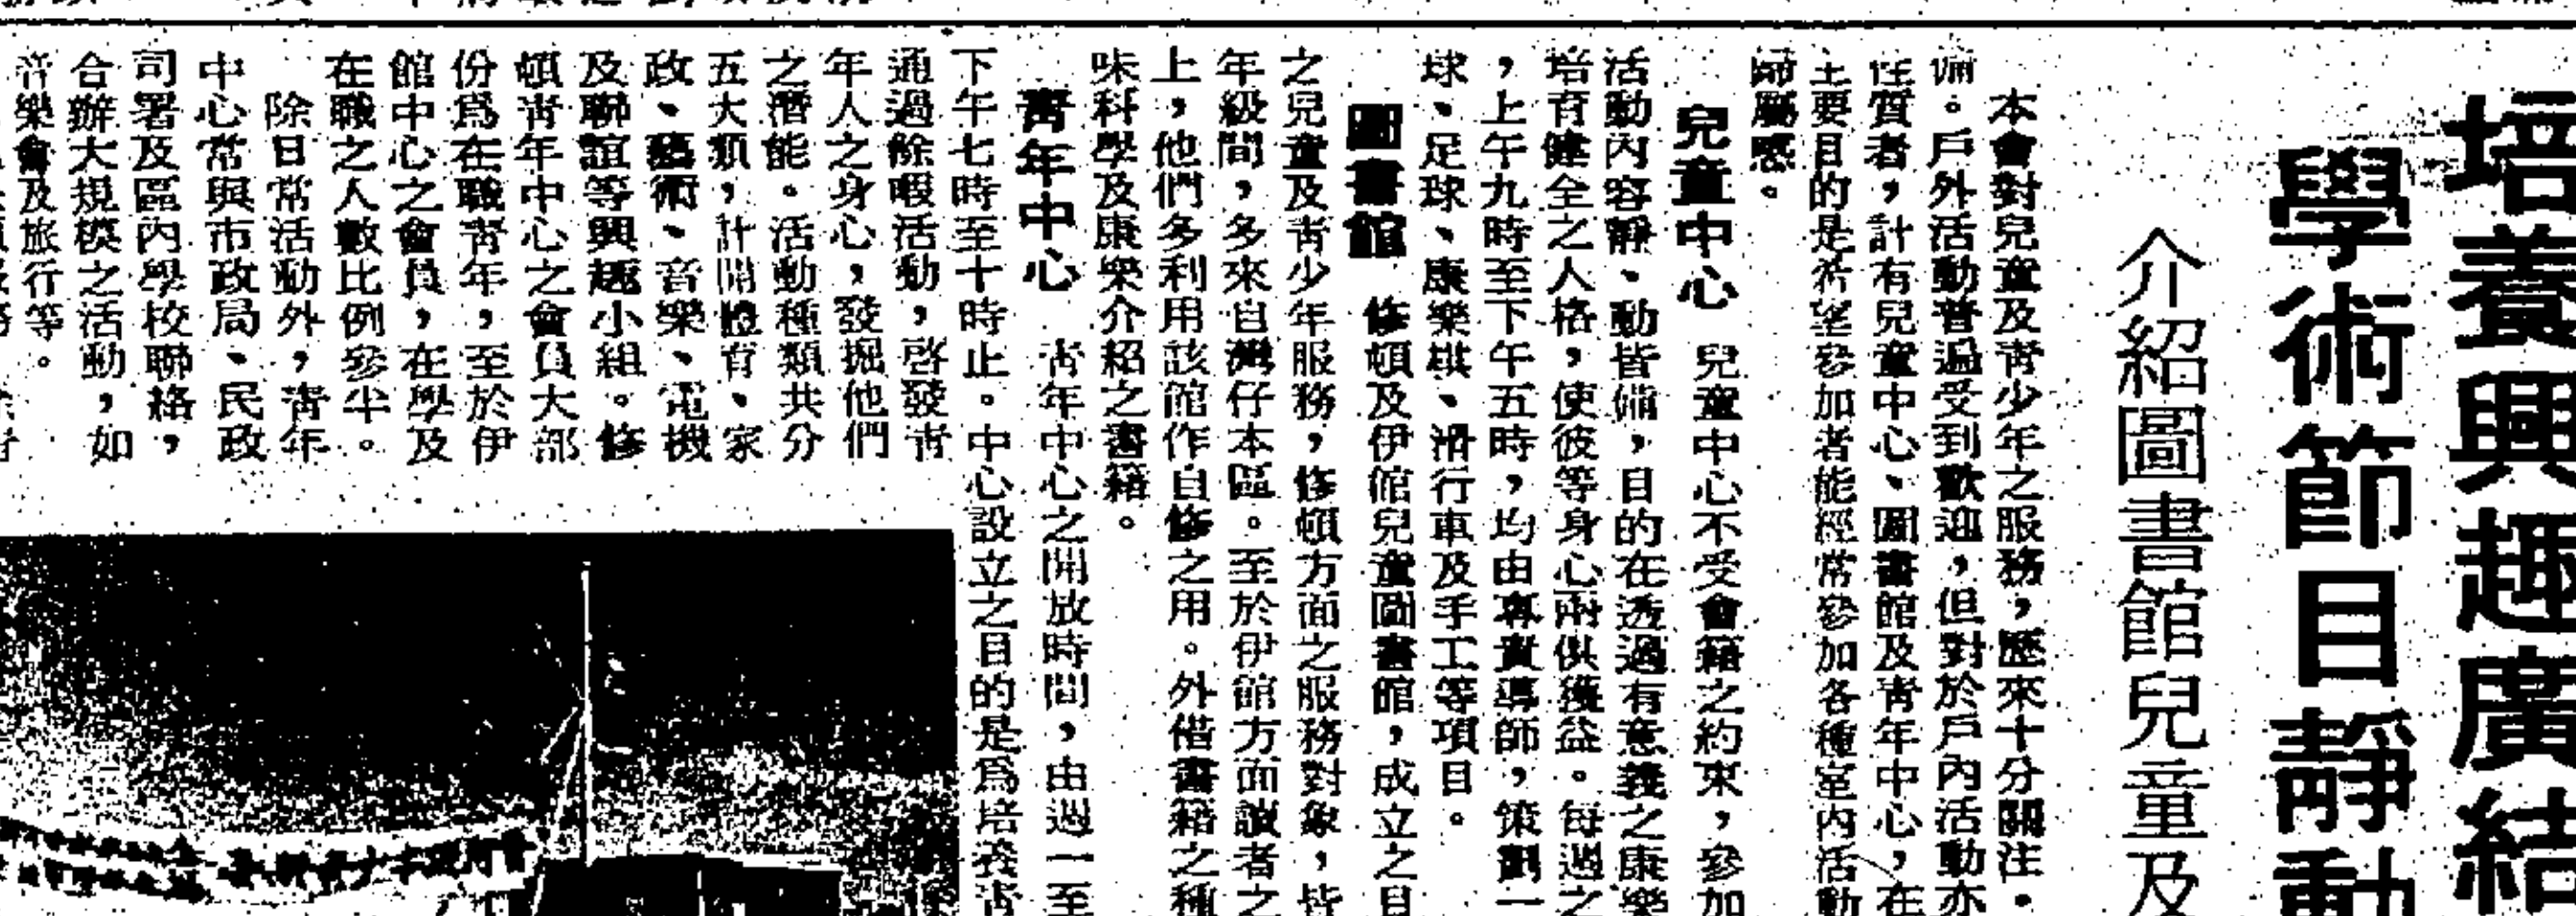 培養興趣廣結
學術節目靜動
介紹圖書館兒童及
本會對兒童及青少年之服務，歷來十分關注。
備。戶外活動普遍受到歡迎，但對於戶內活動亦
性質者，計有兒童中心、圖書館及青年中心，在
主要目的是希望參加者能經常參加各種室內活動
歸屬感。
兒童中心　兒童中心不受會籍之約束，參加
活動內容靜、動皆備，目的在透過有意義之康樂
培育健全之人格，使彼等身心兩俱獲益。每週之
，上午九時至下午五時，均由專責導師，策劃一
球、足球、康樂棋、滑行車及手工等項目。
圖書館　修頓及伊館兒童圖書館，成立之目
之兒童及青少年服務，修頓方面之服務對象，皆
年級間，多來自灣仔本區。至於伊館方面讀者之
上，他們多利用該館作自修之用。外借書籍之種
味科學及康樂介紹之書籍。
青年中心　青年中心之開放時間，由週一至
下午七時至十時止。中心設立之目的是為培養青
通過餘暇活動，啓發青
年人之身心，發掘他們
之潛能。活動種類共分
五大類，計開體育、家
政、藝術、音樂、電機
及聯誼等興趣小組。修
頓青年中心之會員大部
份爲在職青年，至於伊
館中心之會員，在學及
在職之人數比例參半。
除日常活動外，青年
中心常與市政局、民政
司署及區內學校聯絡，
合辦大規模之活動，如
音樂會及旅行等。